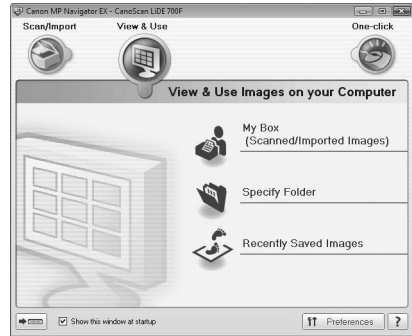 Canon MP Navigator EX - CanoScan LiDE 700F
Scan/Import View & Use One-click
View & Use Images on your Computer
My Box
(Scanned/Imported Images)
Specify Folder
Recently Saved Images
Show this window at startup
Preferences
?